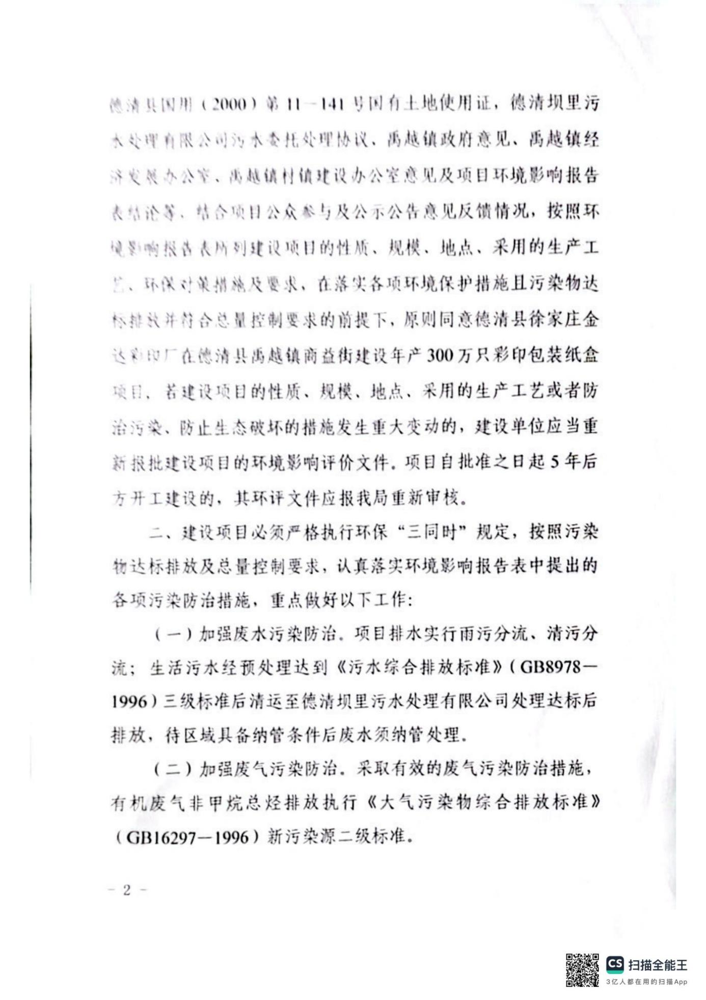 德清县国用（2000）第 11—141 号国有土地使用证，德清坝里污
水处理有限公司污水委托处理协议、禹越镇政府意见、禹越镇经
济发展办公室、禹越镇村镇建设办公室意见及项目环境影响报告
表结论等，结合项目公众参与及公示公告意见反馈情况，按照环
境影响报告表所列建设项目的性质、规模、地点、采用的生产工
艺、环保对策措施及要求，在落实各项环境保护措施且污染物达
标排放并符合总量控制要求的前提下，原则同意德清县徐家庄金
达彩印厂在德清县禹越镇商益街建设年产 300 万只彩印包装纸盒
项目。若建设项目的性质、规模、地点、采用的生产工艺或者防
治污染、防止生态破坏的措施发生重大变动的，建设单位应当重
新报批建设项目的环境影响评价文件。项目自批准之日起 5 年后
方开工建设的，其环评文件应报我局重新审核。
二、建设项目必须严格执行环保“三同时”规定，按照污染
物达标排放及总量控制要求，认真落实环境影响报告表中提出的
各项污染防治措施，重点做好以下工作：
（一）加强废水污染防治。项目排水实行雨污分流、清污分
流；生活污水经预处理达到《污水综合排放标准》（GB8978—
1996）三级标准后清运至德清坝里污水处理有限公司处理达标后
排放，待区域具备纳管条件后废水须纳管处理。
（二）加强废气污染防治。采取有效的废气污染防治措施，
有机废气非甲烷总烃排放执行《大气污染物综合排放标准》
（GB16297—1996）新污染源二级标准。
- 2 -
CS 扫描全能王
3亿人都在用的扫描App